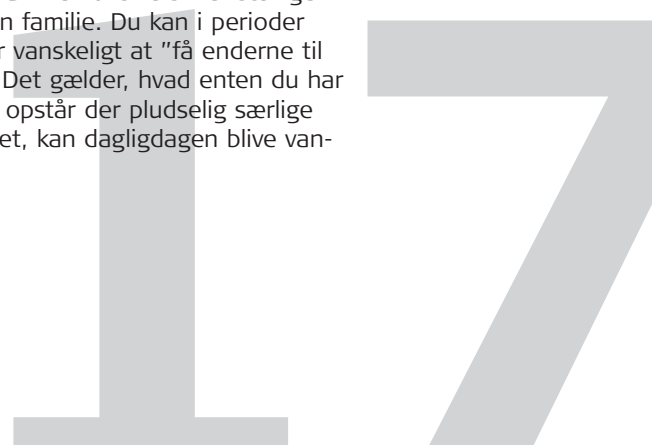 n familie. Du kan i perioder
r vanskeligt at "få enderne til
Det gælder, hvad enten du har
opstår der pludselig særlige
et, kan dagligdagen blive van-
17